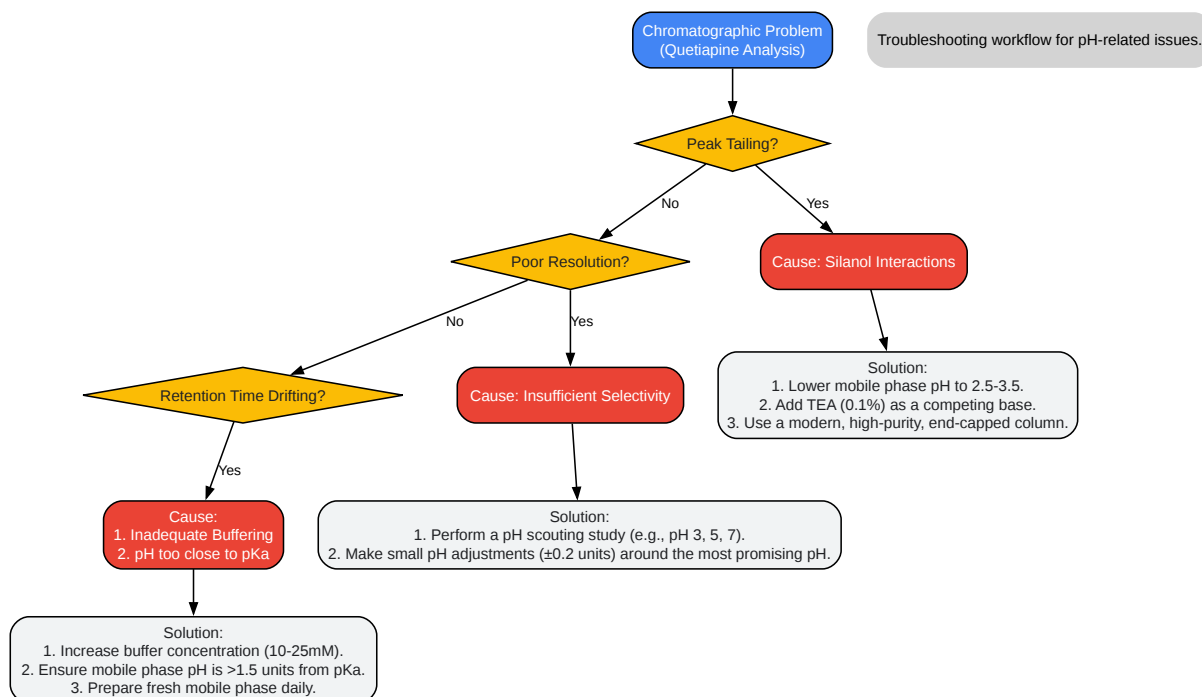 Chromatographic Problem
(Quetiapine Analysis)
Troubleshooting workflow for pH-related issues.
Peak Tailing?
No
Yes
Poor Resolution?
Cause: Silanol Interactions
No
Yes
Solution:
1. Lower mobile phase pH to 2.5-3.5.
2. Add TEA (0.1%) as a competing base.
3. Use a modern, high-purity, end-capped column.
Retention Time Drifting?
Cause: Insufficient Selectivity
Yes
Cause:
1. Inadequate Buffering
2. pH too close to pKa
Solution:
1. Perform a pH scouting study (e.g., pH 3, 5, 7).
2. Make small pH adjustments (±0.2 units) around the most promising pH.
Solution:
1. Increase buffer concentration (10-25mM).
2. Ensure mobile phase pH is >1.5 units from pKa.
3. Prepare fresh mobile phase daily.